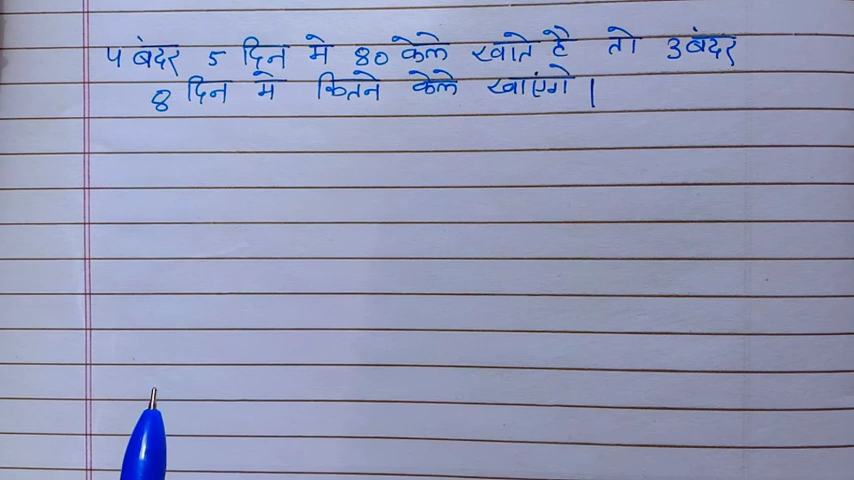 4 बंदर 5 दिन मे 80 केले खाते है तो 3 बंदर
8 दिन मे कितने केले खाएंगे।